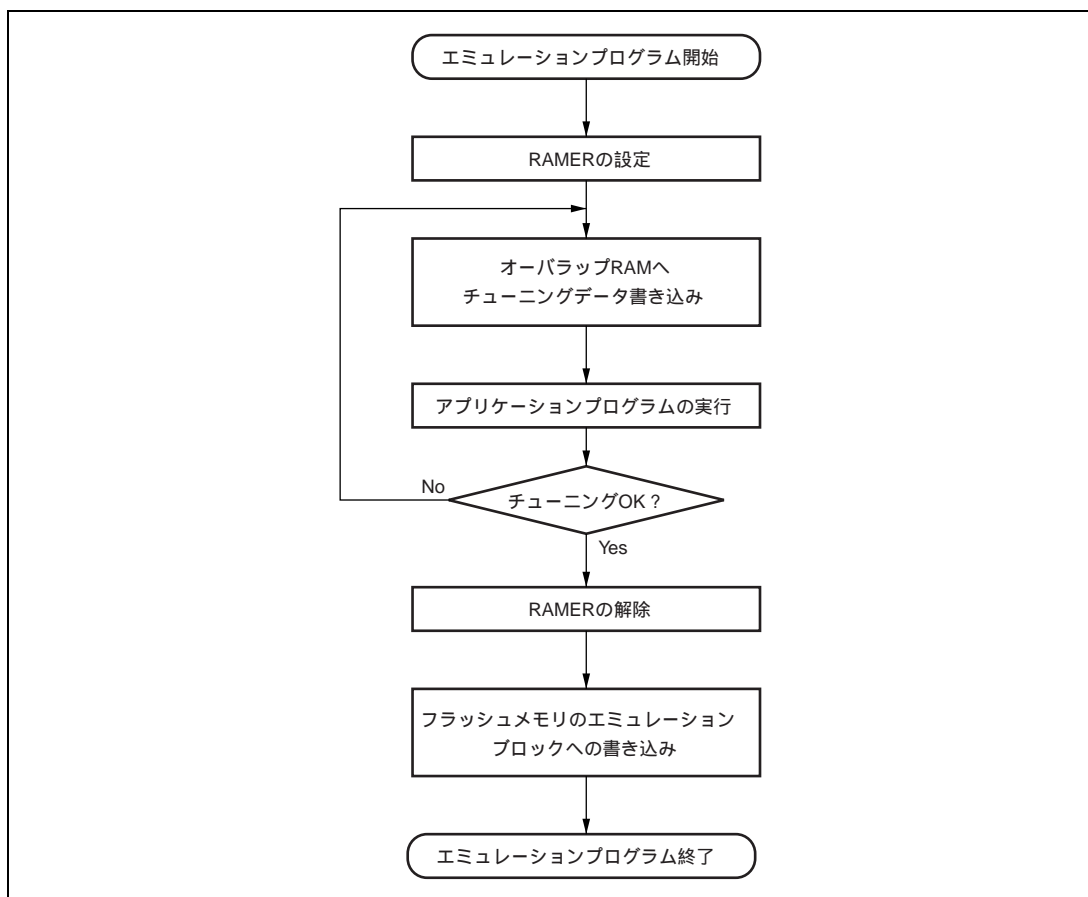 エミュレーションプログラム開始
RAMERの設定
オーバラップRAMへ
チューニングデータ書き込み
アプリケーションプログラムの実行
No
チューニングOK？
Yes
RAMERの解除
フラッシュメモリのエミュレーション
ブロックへの書き込み
エミュレーションプログラム終了